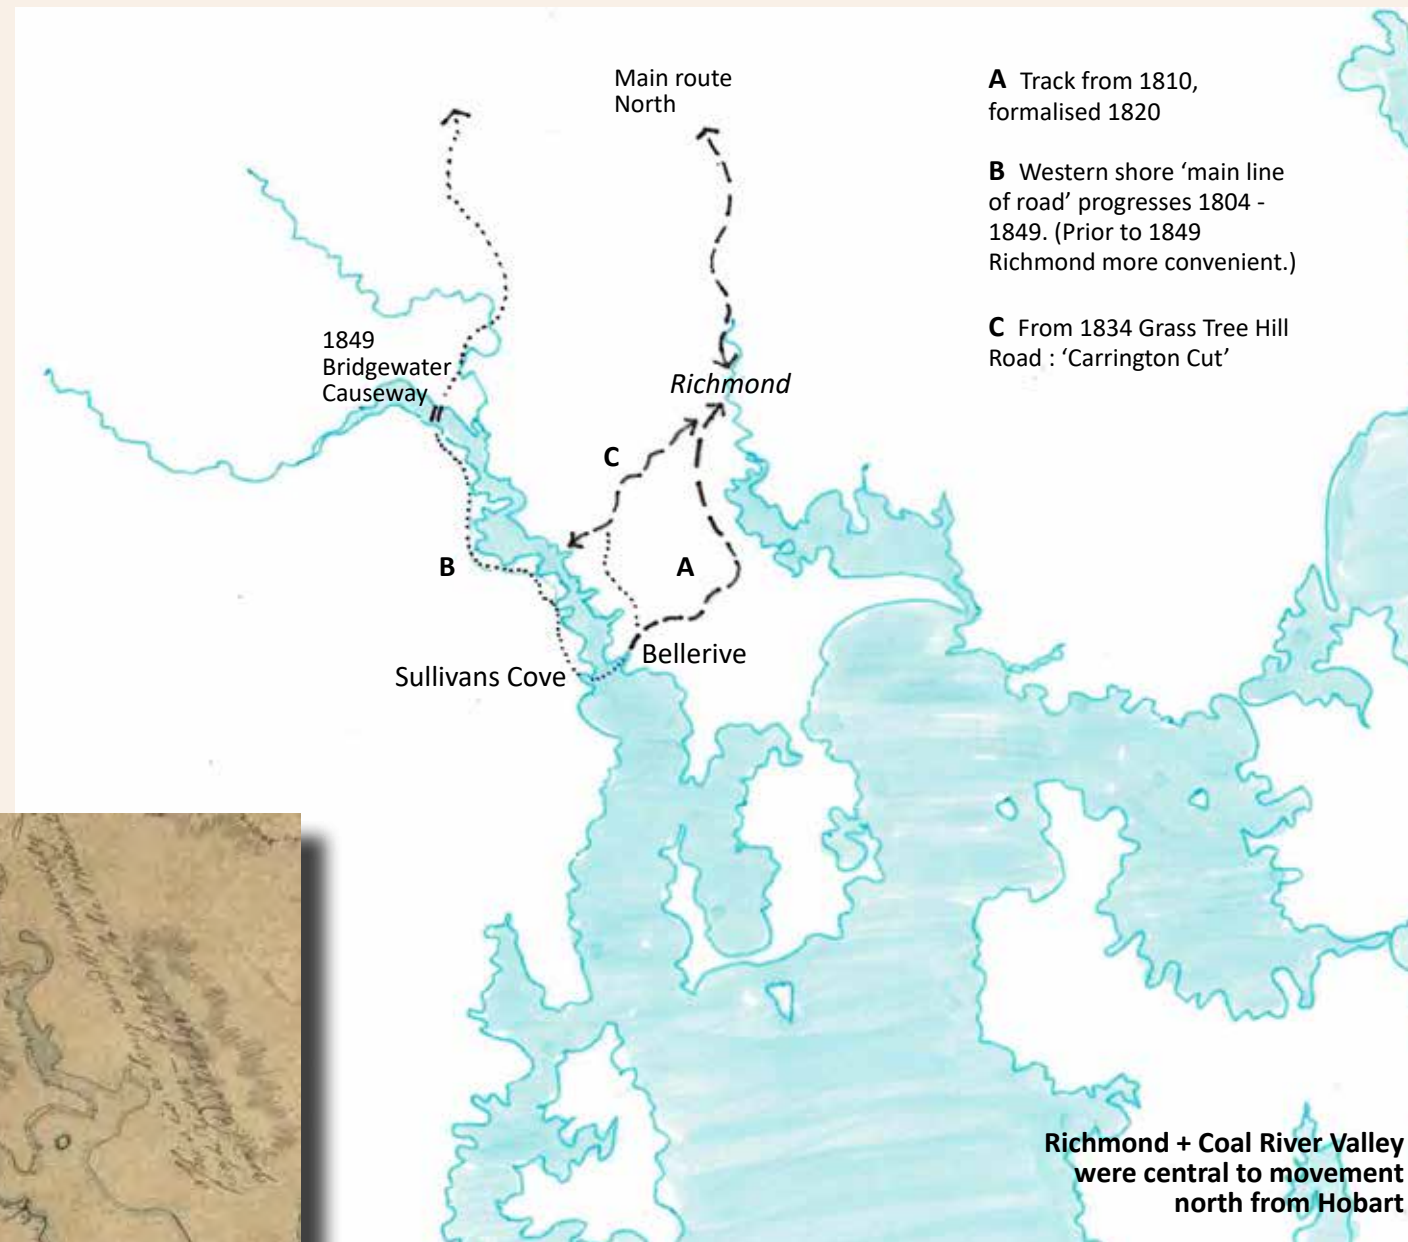 Main route
North
A Track from 1810,
formalised 1820
B Western shore ‘main line
of road’ progresses 1804 -
1849. (Prior to 1849
Richmond more convenient.)
C From 1834 Grass Tree Hill
Road : ‘Carrington Cut’
1849
Bridgewater
Causeway
Richmond
C
B
A
Bellerive
Sullivans Cove
Richmond + Coal River Valley
were central to movement
north from Hobart